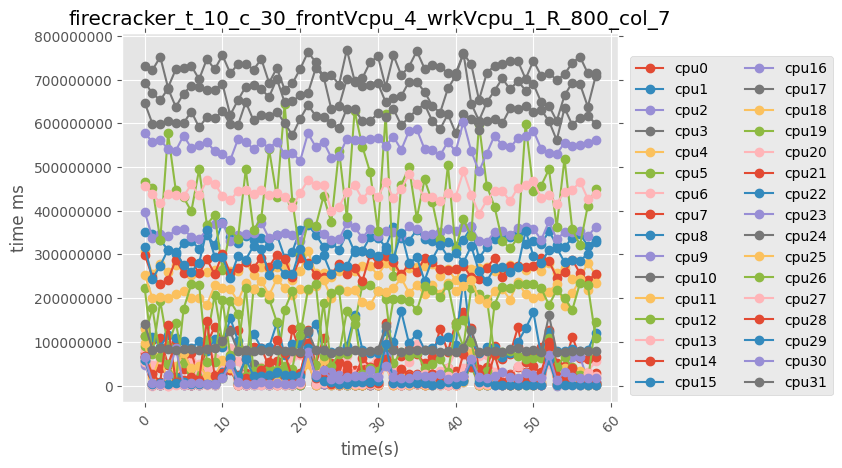 firecracker_t_10_c_30_frontVcpu_4_wrkVcpu_1_R_800_col_7
800000000
700000000
600000000
500000000
400000000
300000000
200000000
100000000
0
time ms
0
10
20
30
40
50
60
time(s)
cpu0
cpu1
cpu2
cpu3
cpu4
cpu5
cpu6
cpu7
cpu8
cpu9
cpu10
cpu11
cpu12
cpu13
cpu14
cpu15
cpu16
cpu17
cpu18
cpu19
cpu20
cpu21
cpu22
cpu23
cpu24
cpu25
cpu26
cpu27
cpu28
cpu29
cpu30
cpu31